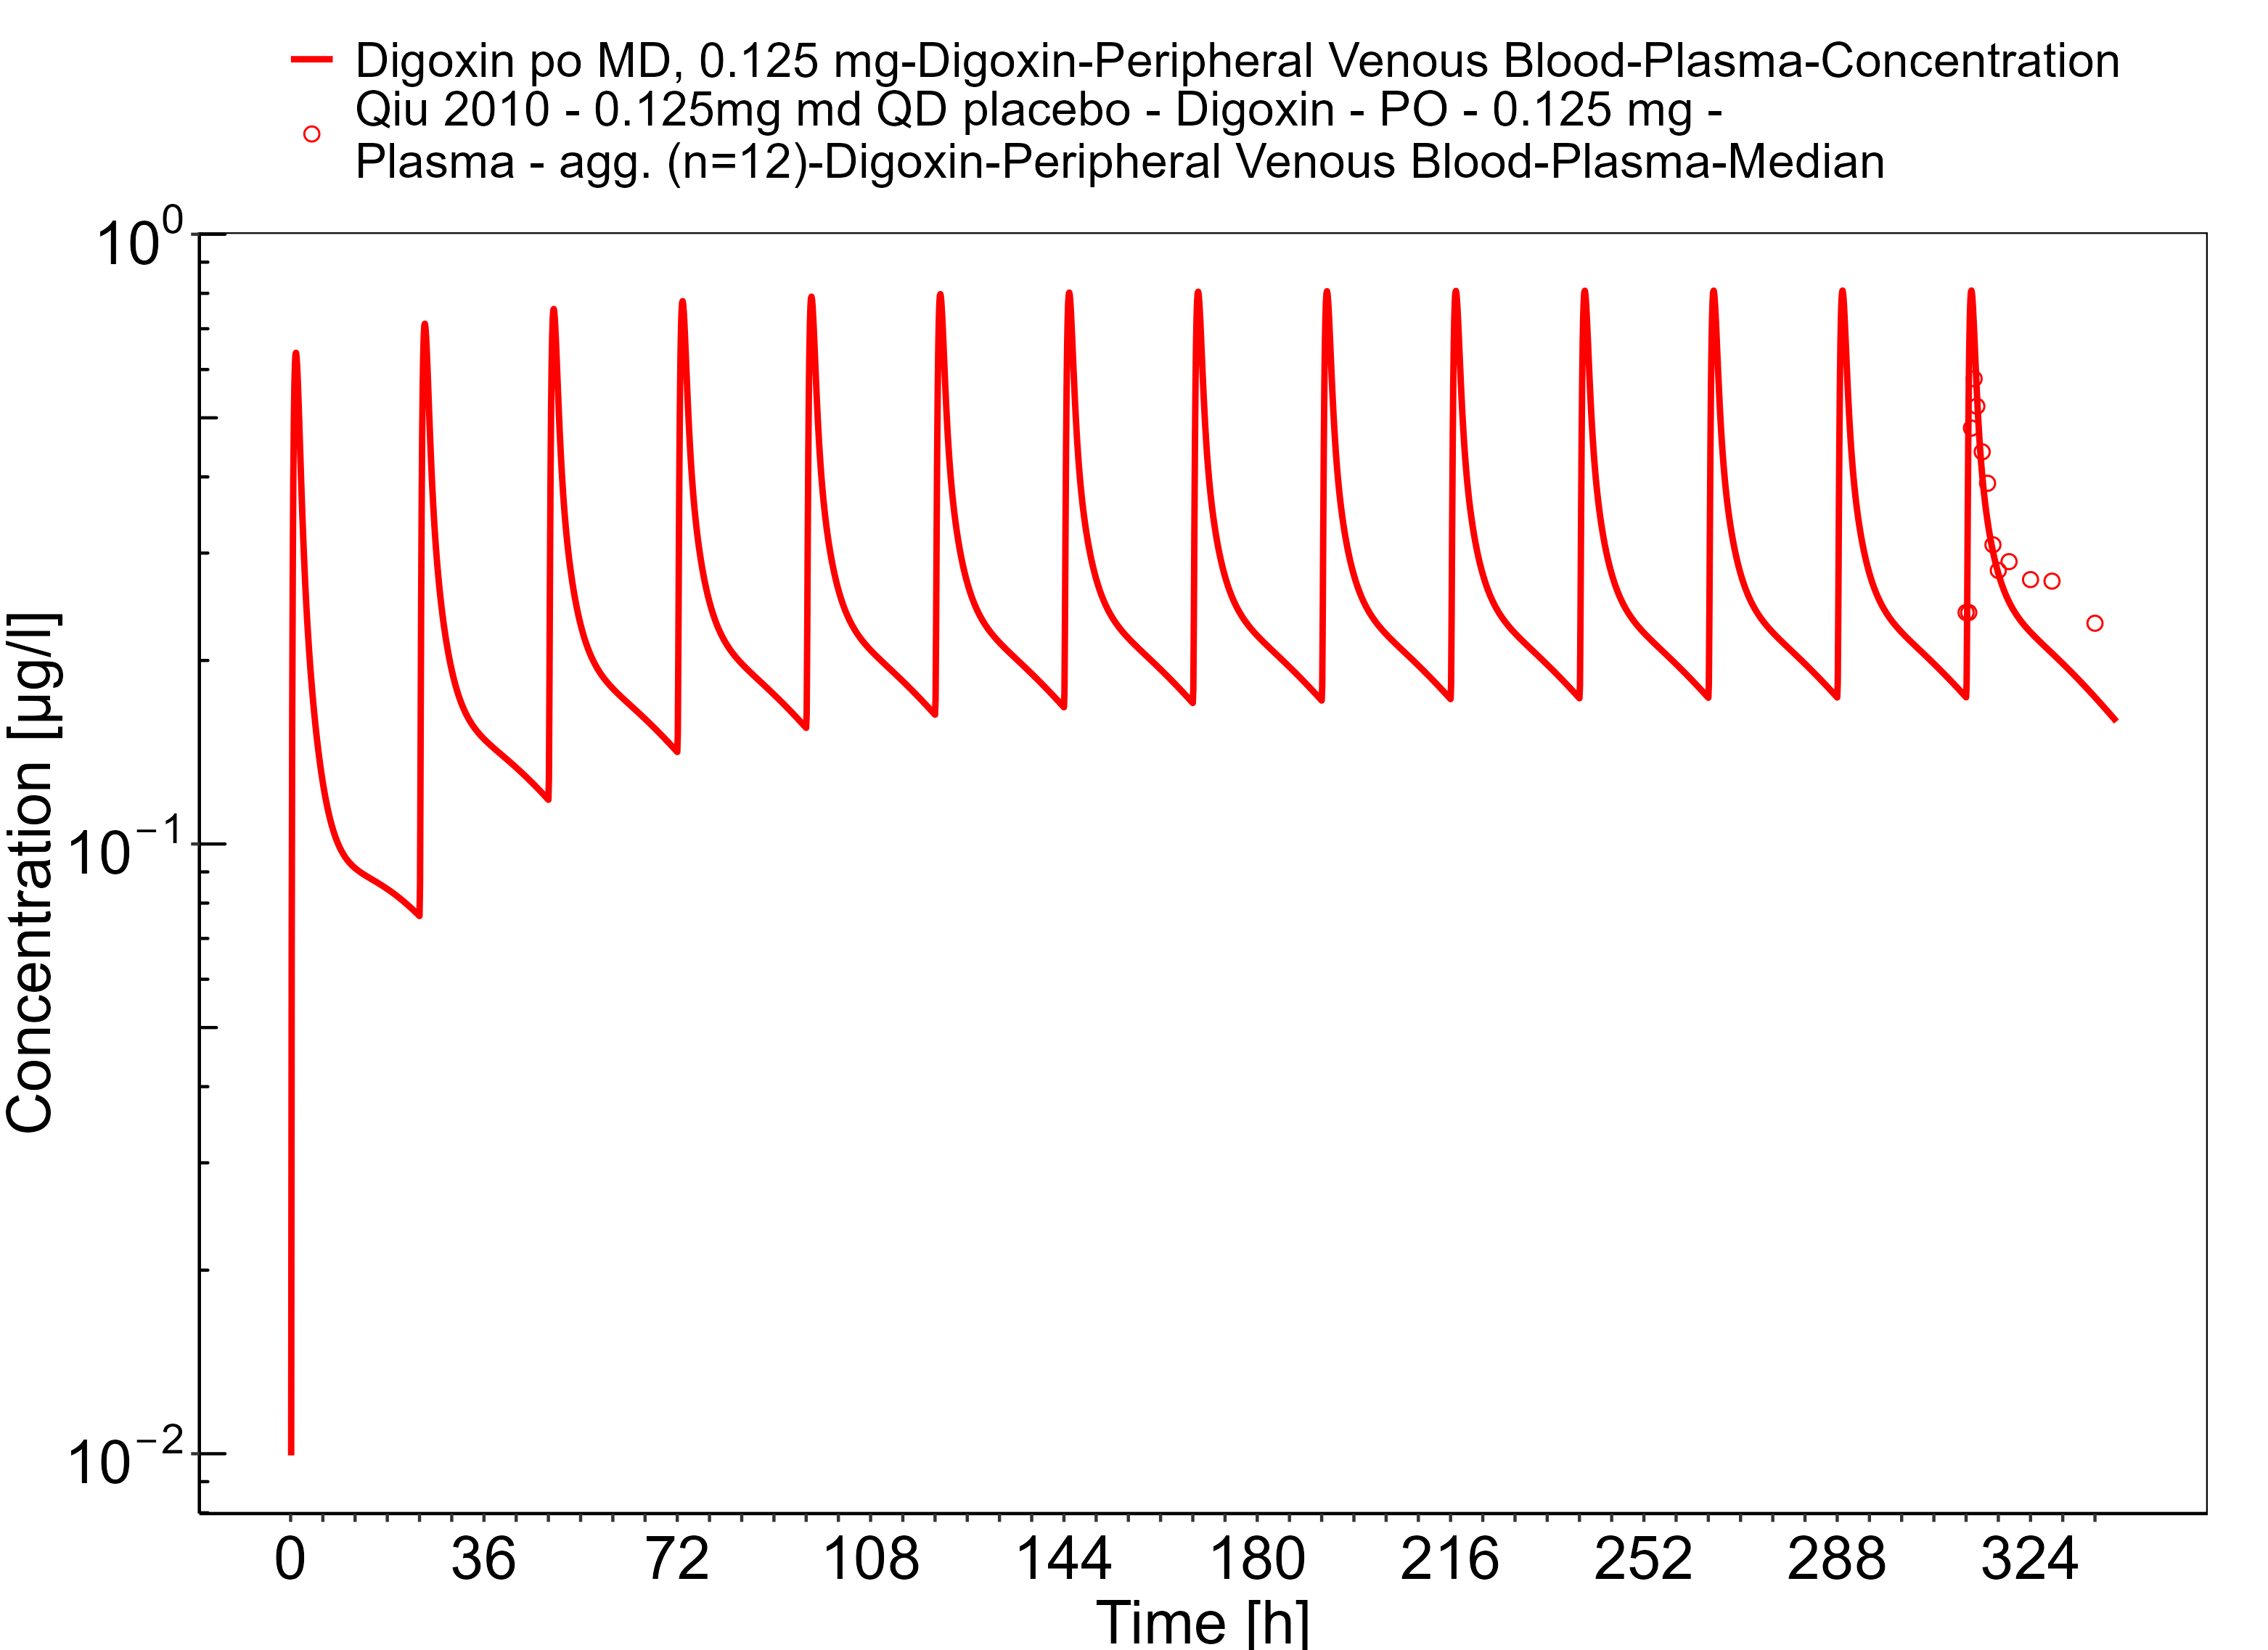 Digoxin po MD, 0.125 mg-Digoxin-Peripheral Venous Blood-Plasma-Concentration
Qiu 2010 - 0.125mg md QD placebo - Digoxin - PO - 0.125 mg -
Plasma - agg. (n=12)-Digoxin-Peripheral Venous Blood-Plasma-Median
10⁰
10⁻¹
10⁻²
Concentration [µg/l]
0 36 72 108 144 180 216 252 288 324
Time [h]